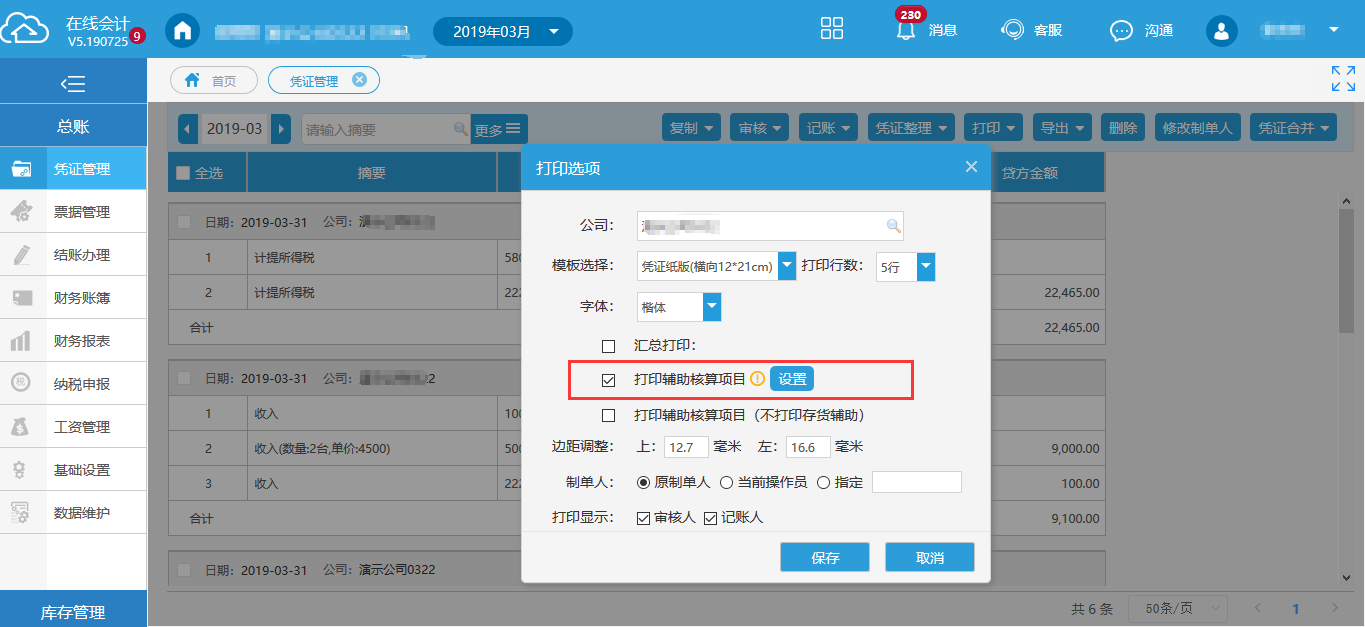 在线会计
V5.190725 9
2019年03月
230
消息
客服
沟通
总账
凭证管理
票据管理
结账办理
财务账簿
财务报表
纳税申报
工资管理
基础设置
数据维护
库存管理
首页
凭证管理
2019-03
请输入摘要
更多
复制
审核
记账
凭证整理
打印
导出
删除
修改制单人
凭证合并
全选
摘要
贷方金额
日期：2019-03-31 公司：演
1 计提所得税 580
2 计提所得税 222 22,465.00
合计 22,465.00
日期：2019-03-31 公司： 2
1 收入 100
2 收入(数量:2台,单价:4500) 500 9,000.00
3 收入 222 100.00
合计 9,100.00
日期：2019-03-31 公司：演示公司0322
打印选项
公司：
模板选择： 凭证纸版(横向12*21cm) 打印行数： 5行
字体： 楷体
汇总打印：
打印辅助核算项目 设置
打印辅助核算项目（不打印存货辅助）
边距调整： 上： 12.7 毫米 左： 16.6 毫米
制单人： 原制单人 当前操作员 指定
打印显示： 审核人 记账人
保存 取消
共 6 条 50条/页 1